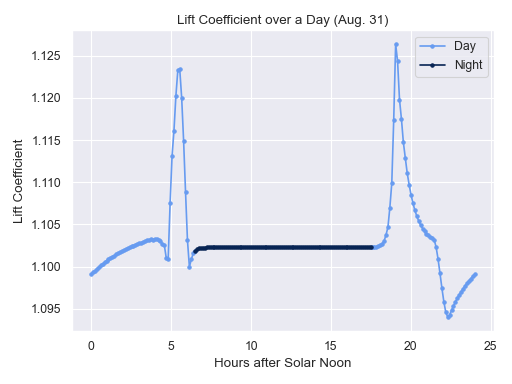 Lift Coefficient over a Day (Aug. 31)
Day
Night
Lift Coefficient
1.125
1.120
1.115
1.110
1.105
1.100
1.095
0 5 10 15 20 25
Hours after Solar Noon